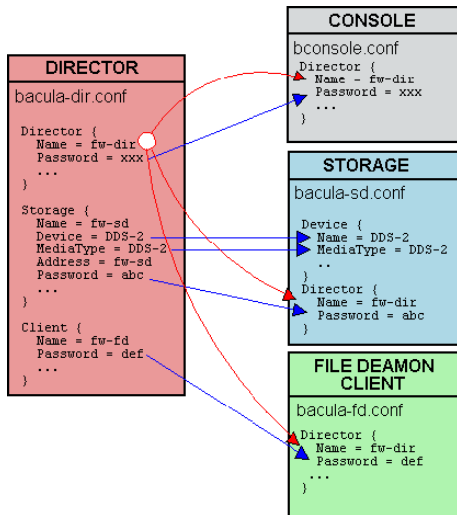 DIRECTOR
bacula-dir.conf
Director {
Name = fw-dir
Password = xxx
...
}
Storage {
Name = fw-sd
Device = DDS-2
MediaType = DDS-2
Address = fw-sd
Password = abc
...
}
Client {
Name = fw-fd
Password = def
...
}
CONSOLE
bconsole.conf
Director {
Name - fw-dir
Password = xxx
...
}
STORAGE
bacula-sd.conf
Device {
Name = DDS-2
MediaType = DDS-2
..
}
Director {
Name = fw-dir
Password = abc
}
FILE DEAMON
CLIENT
bacula-fd.conf
Director {
Name = fw-dir
Password = def
...
}